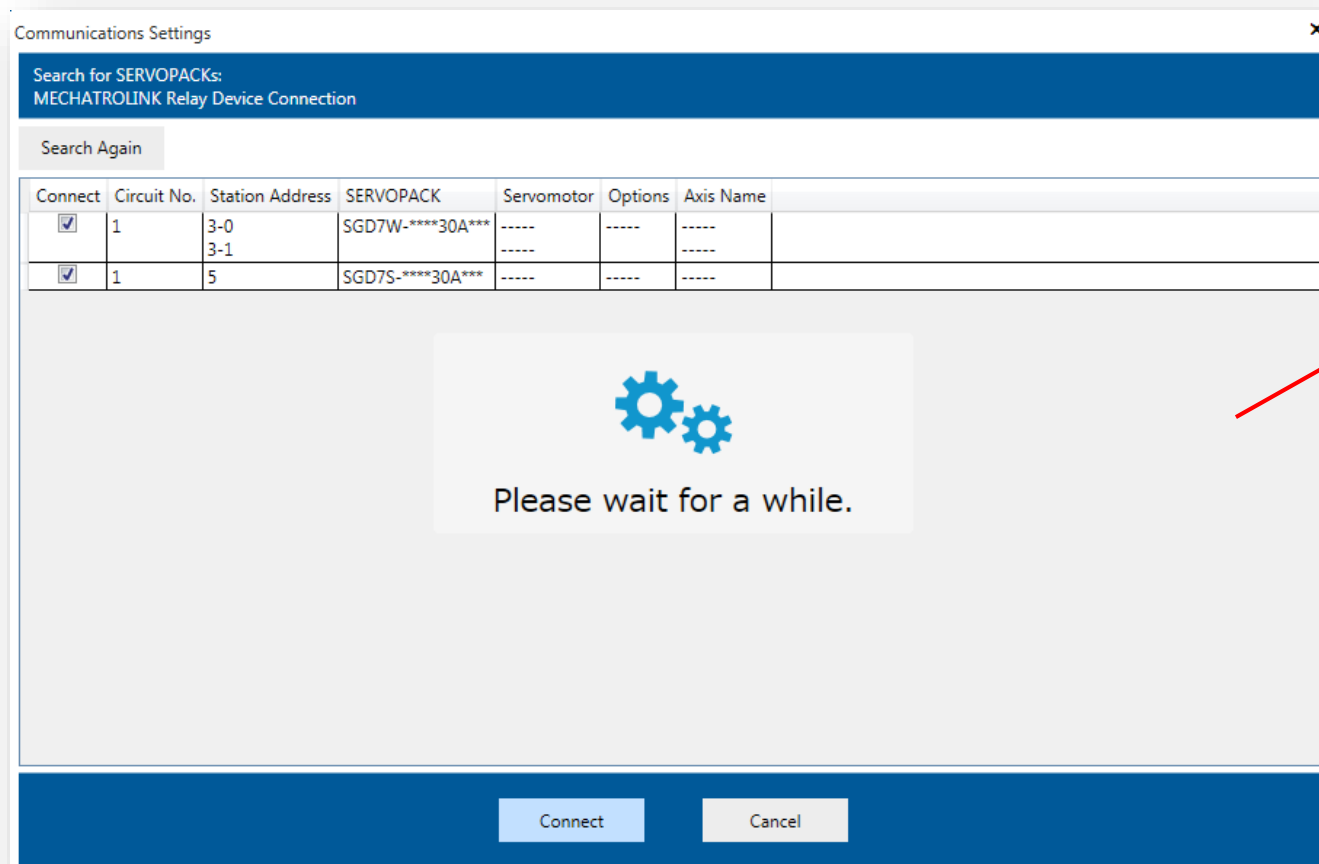 Communications Settings
Search for SERVOPACKs:
MECHATROLINK Relay Device Connection
Search Again
Connect Circuit No. Station Address SERVOPACK Servomotor Options Axis Name
1 3-0 SGD7W-****30A*** ----- ----- -----
3-1 ----- -----
1 5 SGD7S-****30A*** ----- ----- -----
Please wait for a while.
Connect Cancel